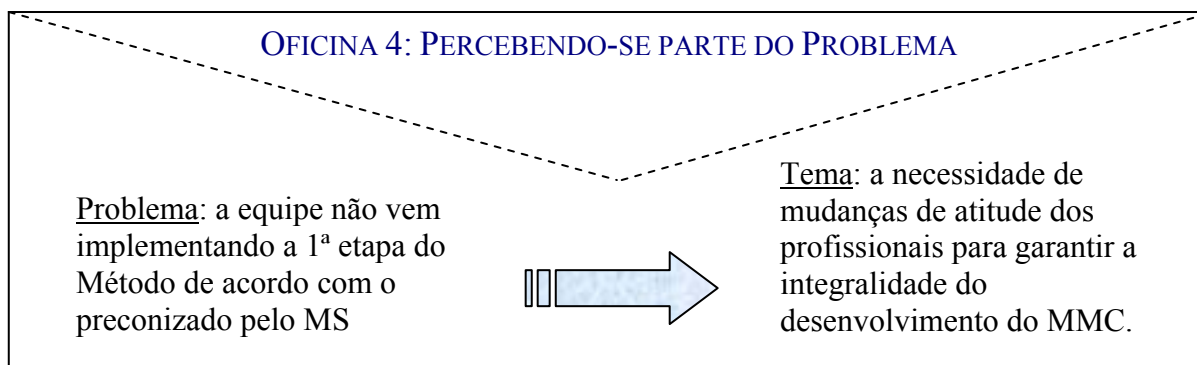 OFICINA 4: PERCEBENDO-SE PARTE DO PROBLEMA
Problema: a equipe não vem
implementando a 1ª etapa do
Método de acordo com o
preconizado pelo MS
Tema: a necessidade de
mudanças de atitude dos
profissionais para garantir a
integralidade do
desenvolvimento do MMC.